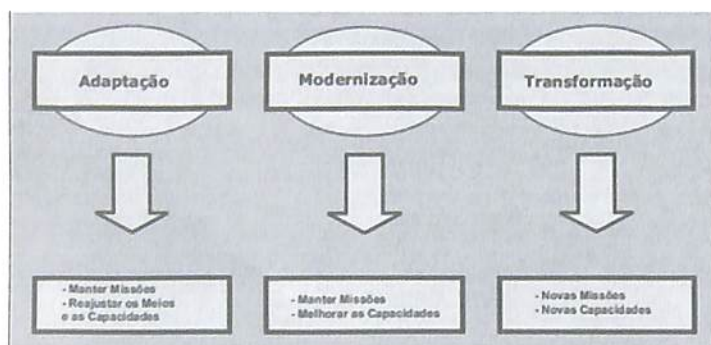 Adaptação
Modernização
Transformação
- Manter Missões
- Reajustar os Meios
e as Capacidades
- Manter Missões
- Melhorar as Capacidades
- Novas Missões
- Novas Capacidades